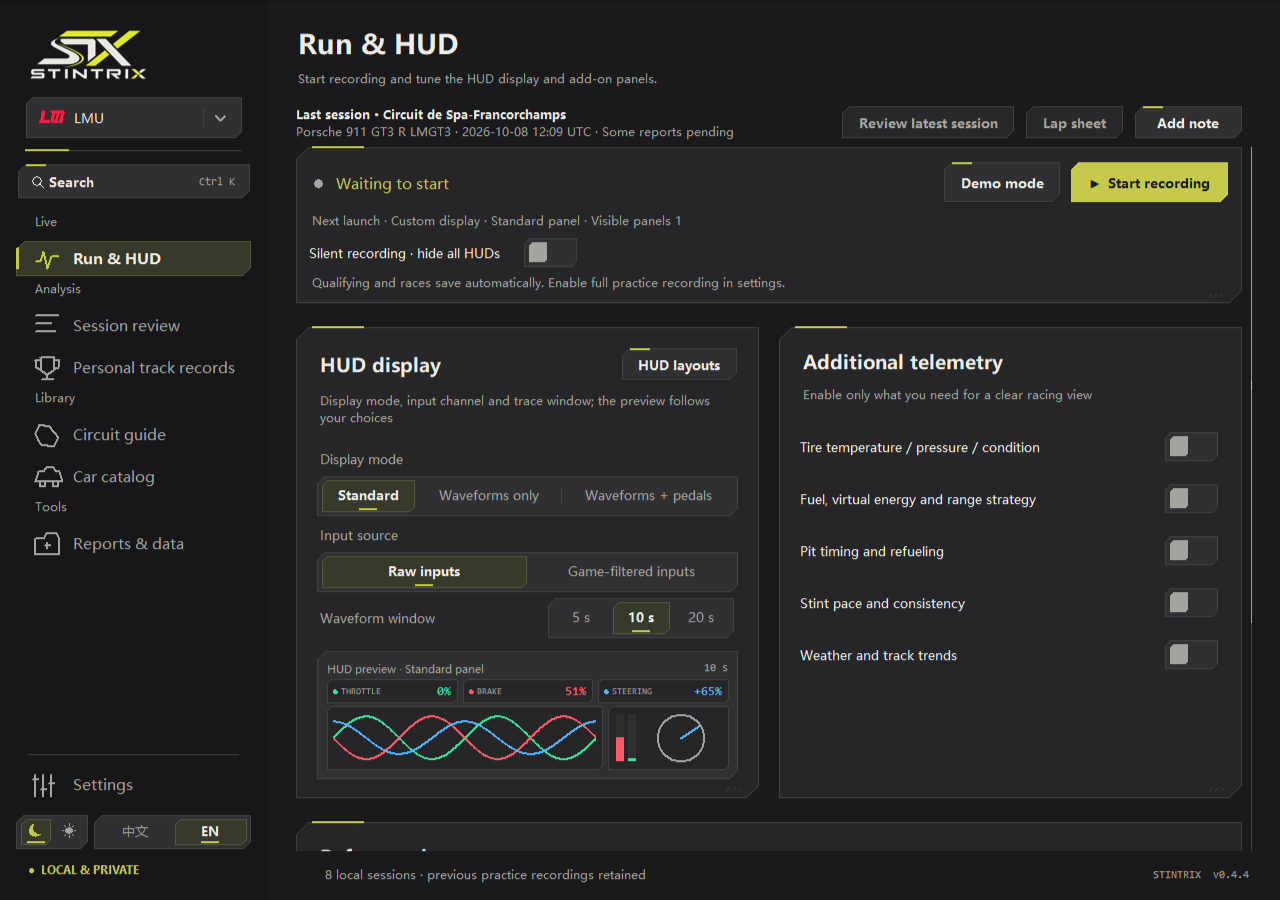 STX
STINTRIX
LMU
Search Ctrl K
Live
Run & HUD
Analysis
Session review
Personal track records
Library
Circuit guide
Car catalog
Tools
Reports & data
Settings
中文 EN
LOCAL & PRIVATE
Run & HUD
Start recording and tune the HUD display and add-on panels.
Last session • Circuit de Spa-Francorchamps
Porsche 911 GT3 R LMGT3 · 2026-10-08 12:09 UTC · Some reports pending
Review latest session Lap sheet Add note
Waiting to start
Demo mode Start recording
Next launch · Custom display · Standard panel · Visible panels 1
Silent recording · hide all HUDs
Qualifying and races save automatically. Enable full practice recording in settings.
HUD display
HUD layouts
Display mode, input channel and trace window; the preview follows
your choices
Display mode
Standard Waveforms only Waveforms + pedals
Input source
Raw inputs Game-filtered inputs
Waveform window 5 s 10 s 20 s
HUD preview · Standard panel 10 s
THROTTLE 0% BRAKE 51% STEERING +65%
Additional telemetry
Enable only what you need for a clear racing view
Tire temperature / pressure / condition
Fuel, virtual energy and range strategy
Pit timing and refueling
Stint pace and consistency
Weather and track trends
8 local sessions · previous practice recordings retained
STINTRIX v0.4.4